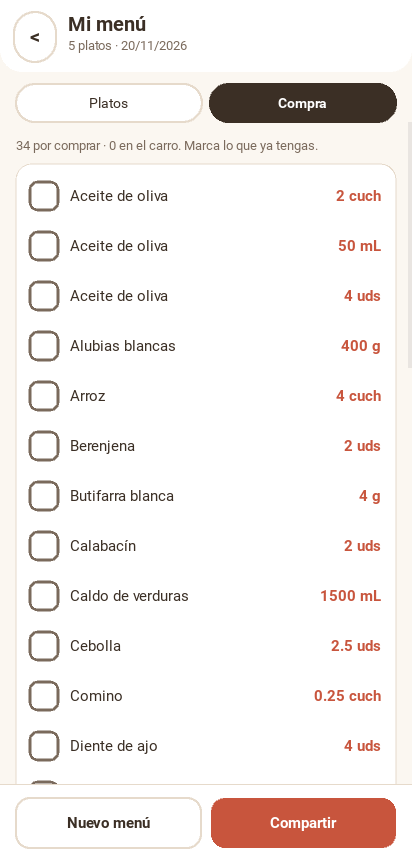 <
Mi menú
5 platos · 20/11/2026
Platos
Compra
34 por comprar · 0 en el carro. Marca lo que ya tengas.
Aceite de oliva 2 cuch
Aceite de oliva 50 mL
Aceite de oliva 4 uds
Alubias blancas 400 g
Arroz 4 cuch
Berenjena 2 uds
Butifarra blanca 4 g
Calabacín 2 uds
Caldo de verduras 1500 mL
Cebolla 2.5 uds
Comino 0.25 cuch
Diente de ajo 4 uds
Nuevo menú
Compartir